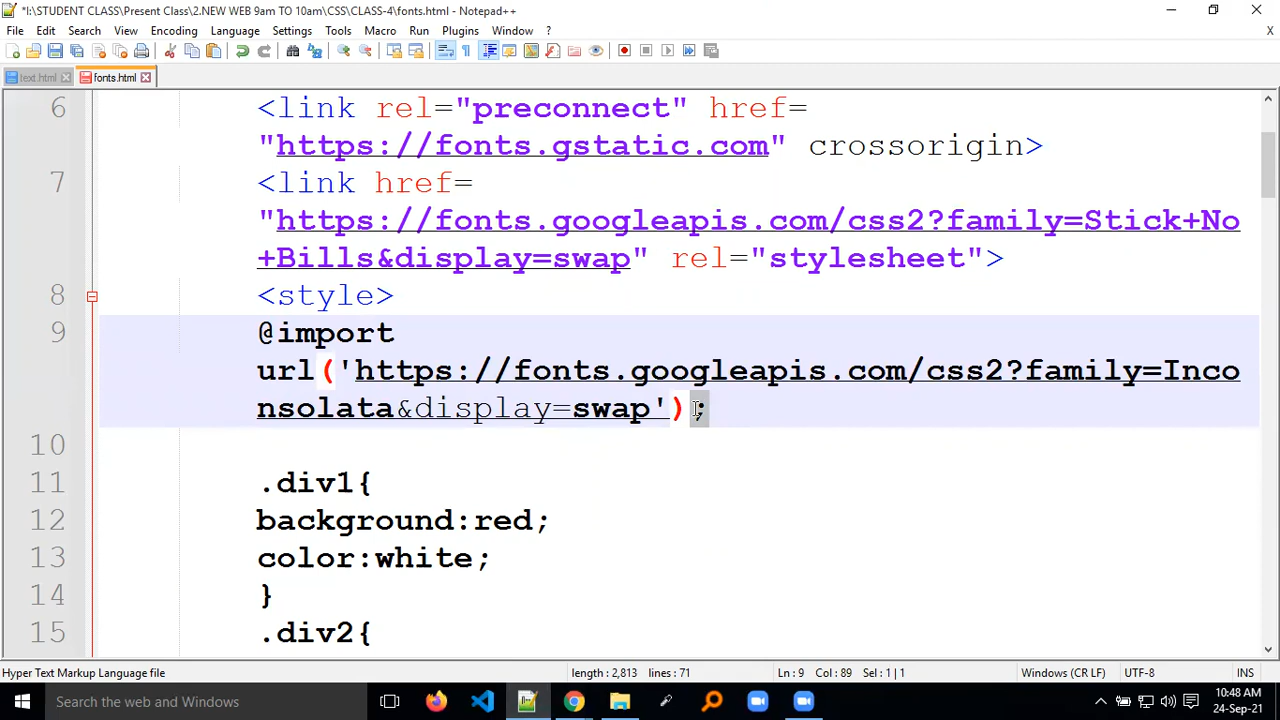 *I:\STUDENT CLASS\Present Class\2.NEW WEB 9am TO 10am\CSS\CLASS-4\fonts.html - Notepad++
File Edit Search View Encoding Language Settings Tools Macro Run Plugins Window ?
X
text.html fonts.html
6 <link rel="preconnect" href=
"https://fonts.gstatic.com" crossorigin>
7 <link href=
"https://fonts.googleapis.com/css2?family=Stick+No
+Bills&display=swap" rel="stylesheet">
8 <style>
9 @import
url('https://fonts.googleapis.com/css2?family=Inco
nsolata&display=swap');
10
11 .div1{
12 background:red;
13 color:white;
14 }
15 .div2{
Hyper Text Markup Language file length : 2,813 lines : 71 Ln : 9 Col : 89 Sel : 1 | 1 Windows (CR LF) UTF-8 INS
Search the web and Windows
10:48 AM
24-Sep-21